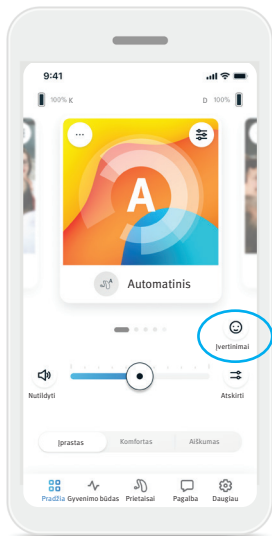 9:41
100% K
D 100%
A
A
Automatinis
Įvertinimai
Nutildyti
Atskirti
Įprastas Komfortas Aiškumas
Pradžia Gyvenimo būdas Prietaisai Pagalba Daugiau